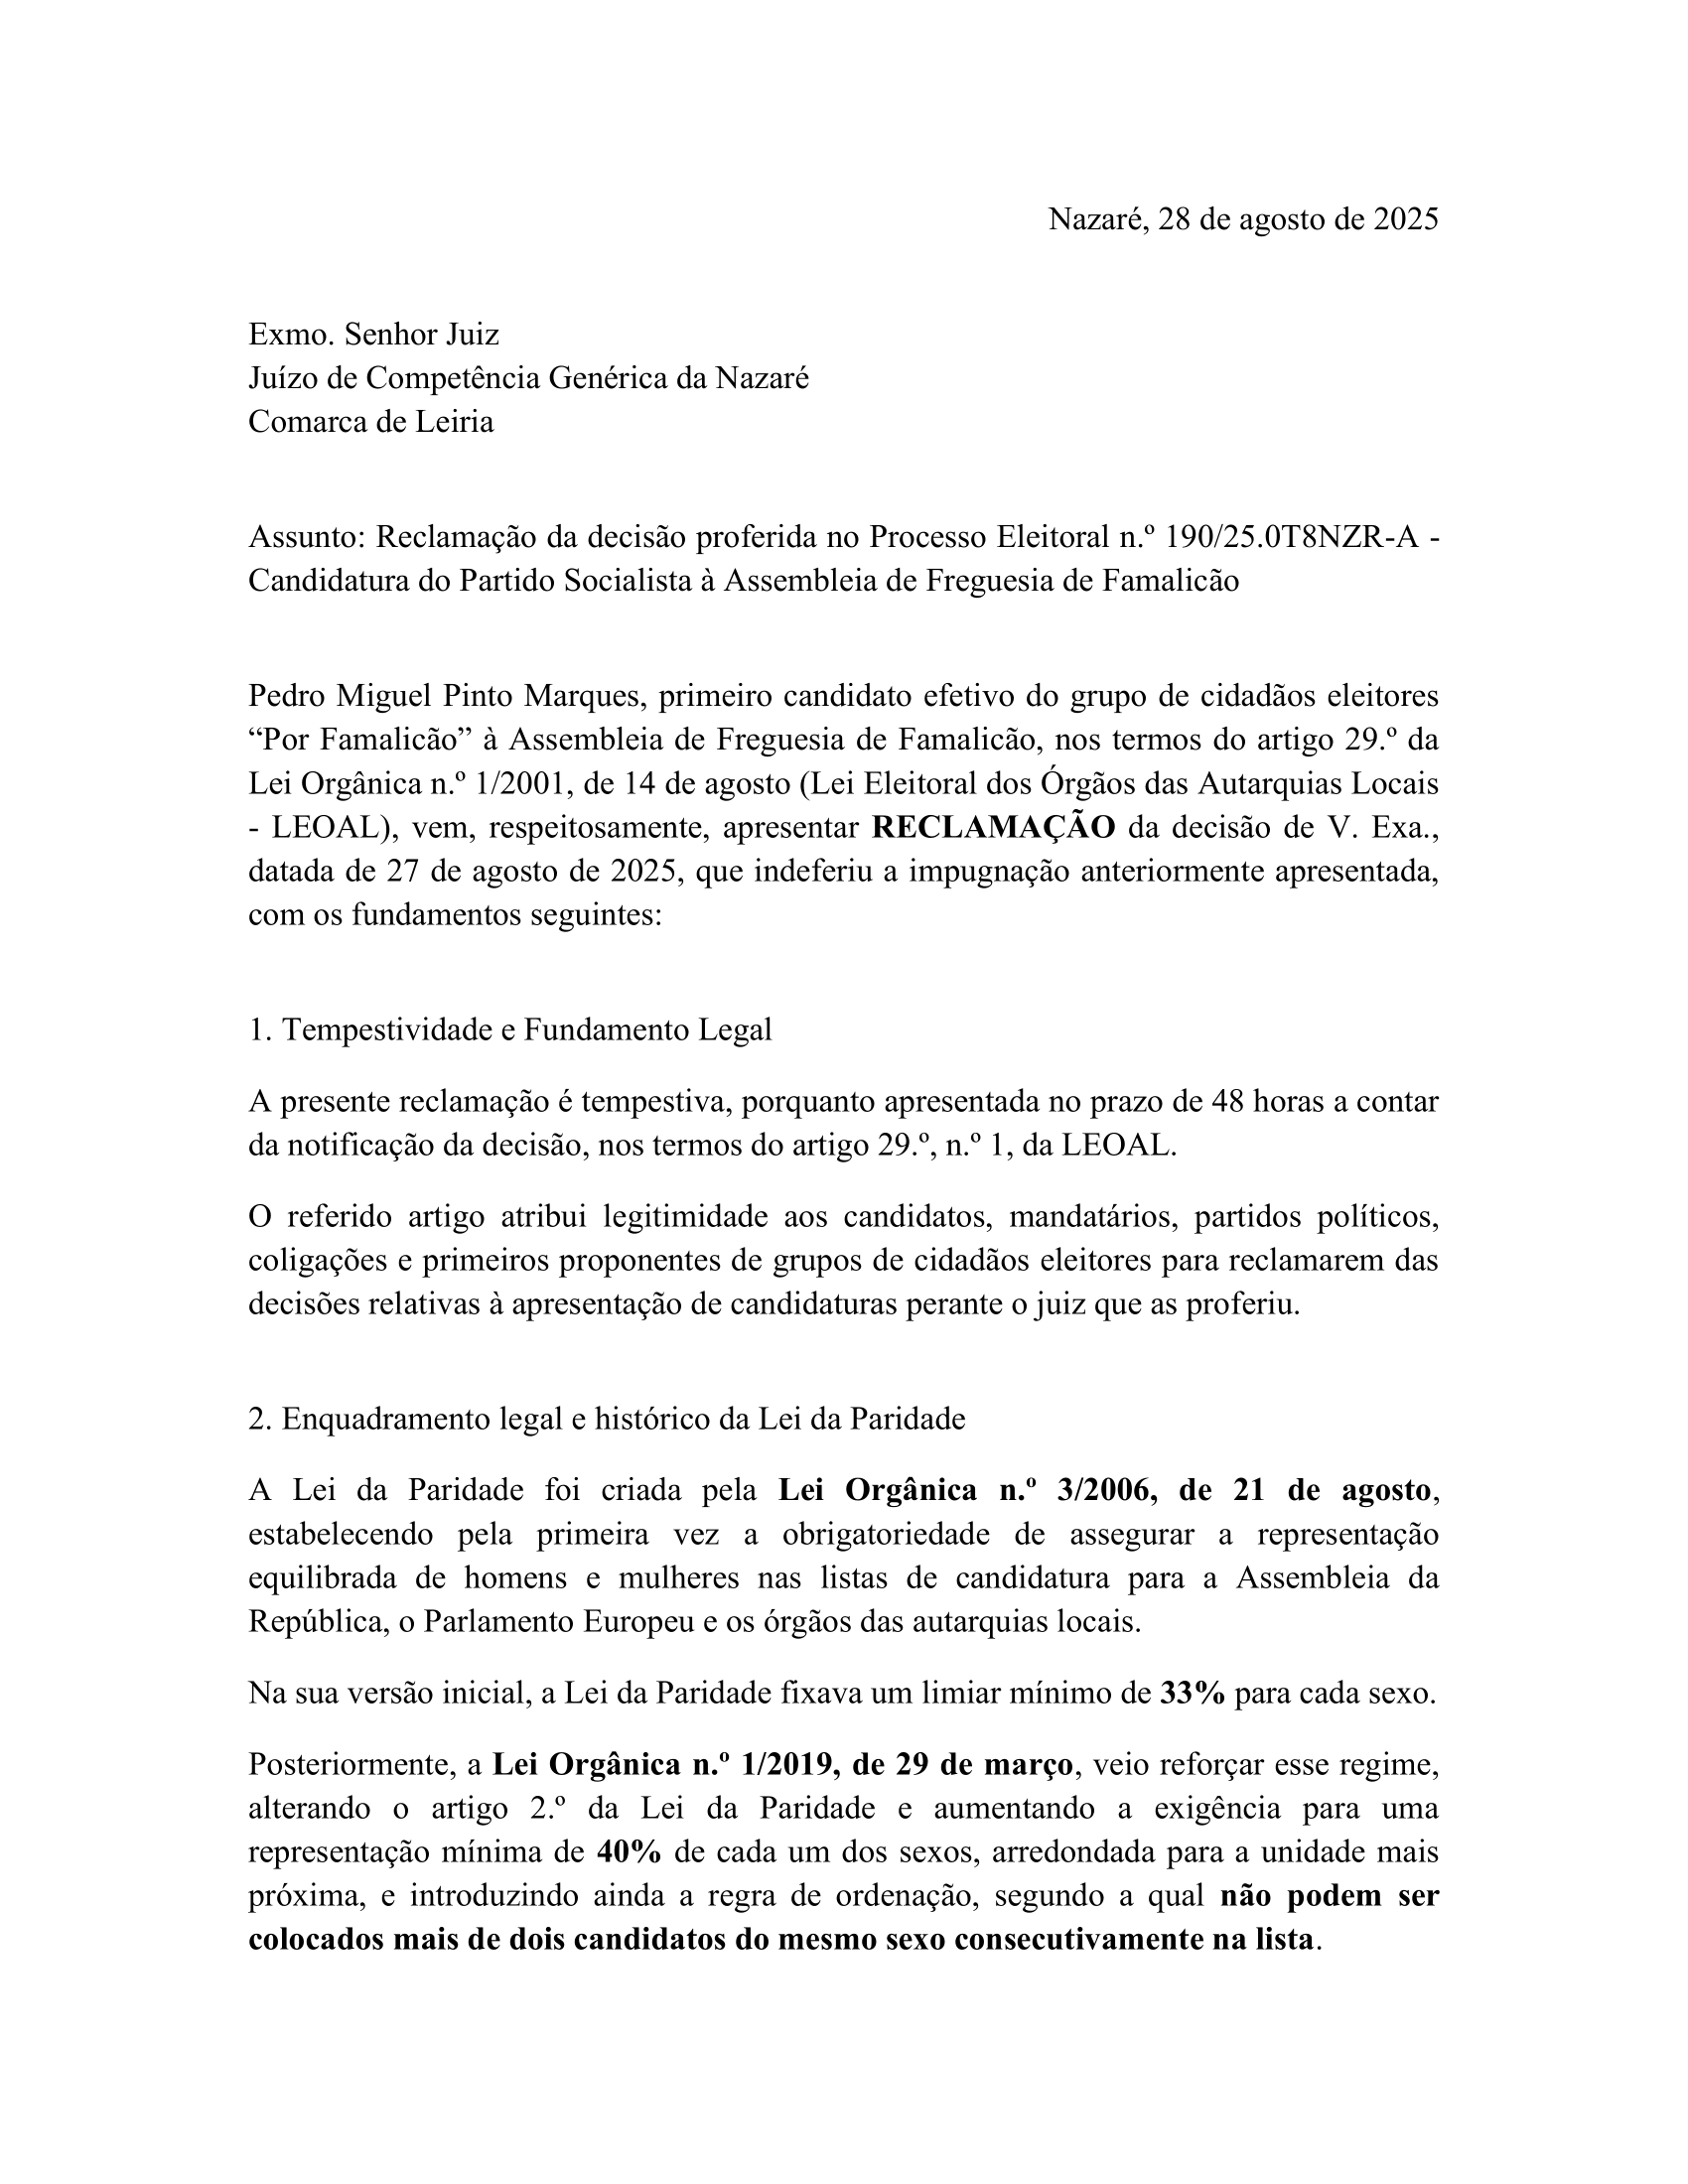 Nazaré, 28 de agosto de 2025
Exmo. Senhor Juiz
Juízo de Competência Genérica da Nazaré
Comarca de Leiria
Assunto: Reclamação da decisão proferida no Processo Eleitoral n.º 190/25.0T8NZR-A -
Candidatura do Partido Socialista à Assembleia de Freguesia de Famalicão
Pedro Miguel Pinto Marques, primeiro candidato efetivo do grupo de cidadãos eleitores
“Por Famalicão” à Assembleia de Freguesia de Famalicão, nos termos do artigo 29.º da
Lei Orgânica n.º 1/2001, de 14 de agosto (Lei Eleitoral dos Órgãos das Autarquias Locais
- LEOAL), vem, respeitosamente, apresentar RECLAMAÇÃO da decisão de V. Exa.,
datada de 27 de agosto de 2025, que indeferiu a impugnação anteriormente apresentada,
com os fundamentos seguintes:
1. Tempestividade e Fundamento Legal
A presente reclamação é tempestiva, porquanto apresentada no prazo de 48 horas a contar
da notificação da decisão, nos termos do artigo 29.º, n.º 1, da LEOAL.
O referido artigo atribui legitimidade aos candidatos, mandatários, partidos políticos,
coligações e primeiros proponentes de grupos de cidadãos eleitores para reclamarem das
decisões relativas à apresentação de candidaturas perante o juiz que as proferiu.
2. Enquadramento legal e histórico da Lei da Paridade
A Lei da Paridade foi criada pela Lei Orgânica n.º 3/2006, de 21 de agosto,
estabelecendo pela primeira vez a obrigatoriedade de assegurar a representação
equilibrada de homens e mulheres nas listas de candidatura para a Assembleia da
República, o Parlamento Europeu e os órgãos das autarquias locais.
Na sua versão inicial, a Lei da Paridade fixava um limiar mínimo de 33% para cada sexo.
Posteriormente, a Lei Orgânica n.º 1/2019, de 29 de março, veio reforçar esse regime,
alterando o artigo 2.º da Lei da Paridade e aumentando a exigência para uma
representação mínima de 40% de cada um dos sexos, arredondada para a unidade mais
próxima, e introduzindo ainda a regra de ordenação, segundo a qual não podem ser
colocados mais de dois candidatos do mesmo sexo consecutivamente na lista.